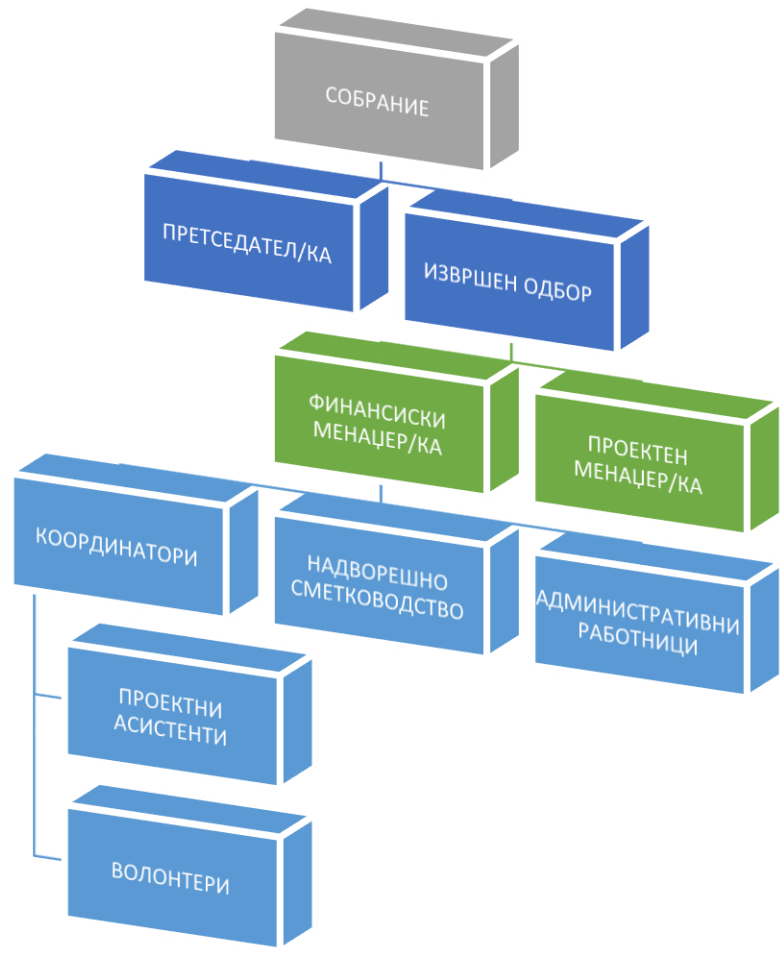 СОБРАНИЕ
ПРЕТСЕДАТЕЛ/КА
ИЗВРШЕН ОДБОР
ФИНАНСИСКИ
МЕНАЏЕР/КА
ПРОЕКТЕН
МЕНАЏЕР/КА
КООРДИНАТОРИ
НАДВОРЕШНО
СМЕТКОВОДСТВО
АДМИНИСТРАТИВНИ
РАБОТНИЦИ
ПРОЕКТНИ
АСИСТЕНТИ
ВОЛОНТЕРИ